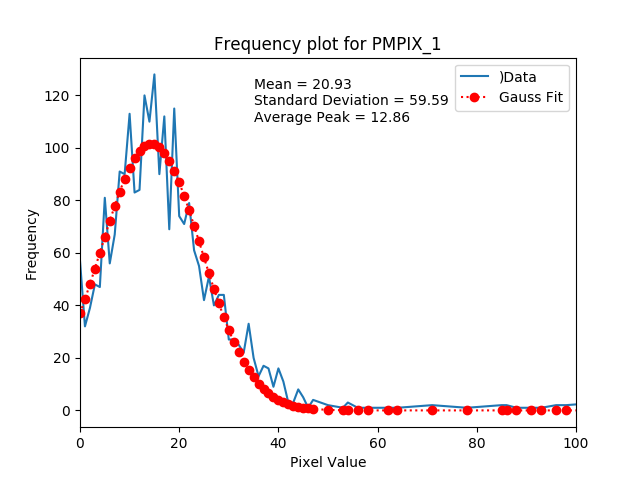 Frequency plot for PMPIX_1
Mean = 20.93
Standard Deviation = 59.59
Average Peak = 12.86
)Data
Gauss Fit
Frequency
120
100
80
60
40
20
0
0 20 40 60 80 100
Pixel Value